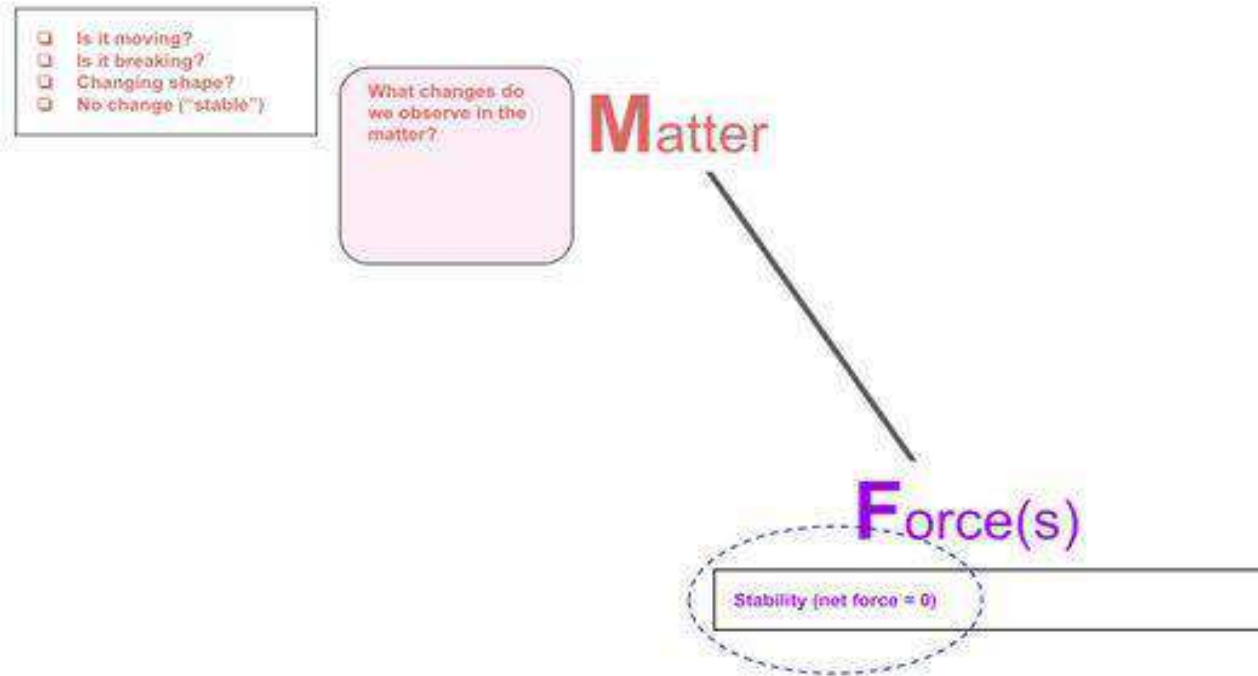 Is it moving?
Is it breaking?
Changing shape?
No change ("stable")
What changes do
we observe in the
matter?
Matter
Force(s)
Stability (net force = 0)